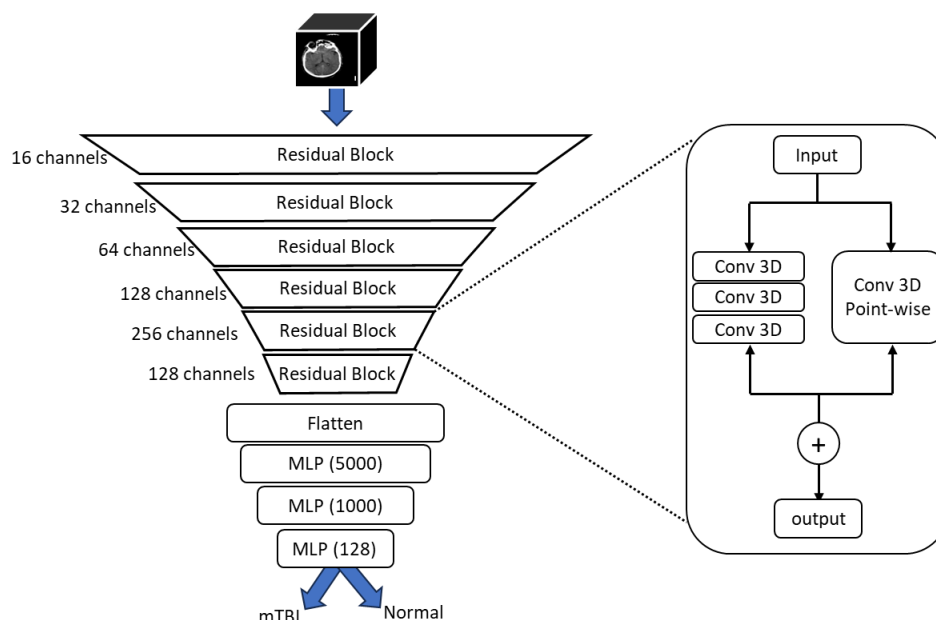 16 channels
Residual Block
32 channels
Residual Block
64 channels
Residual Block
128 channels
Residual Block
256 channels
Residual Block
128 channels
Residual Block
Flatten
MLP (5000)
MLP (1000)
MLP (128)
mTBI
Normal
Input
Conv 3D
Conv 3D
Conv 3D
Conv 3D
Point-wise
+
output